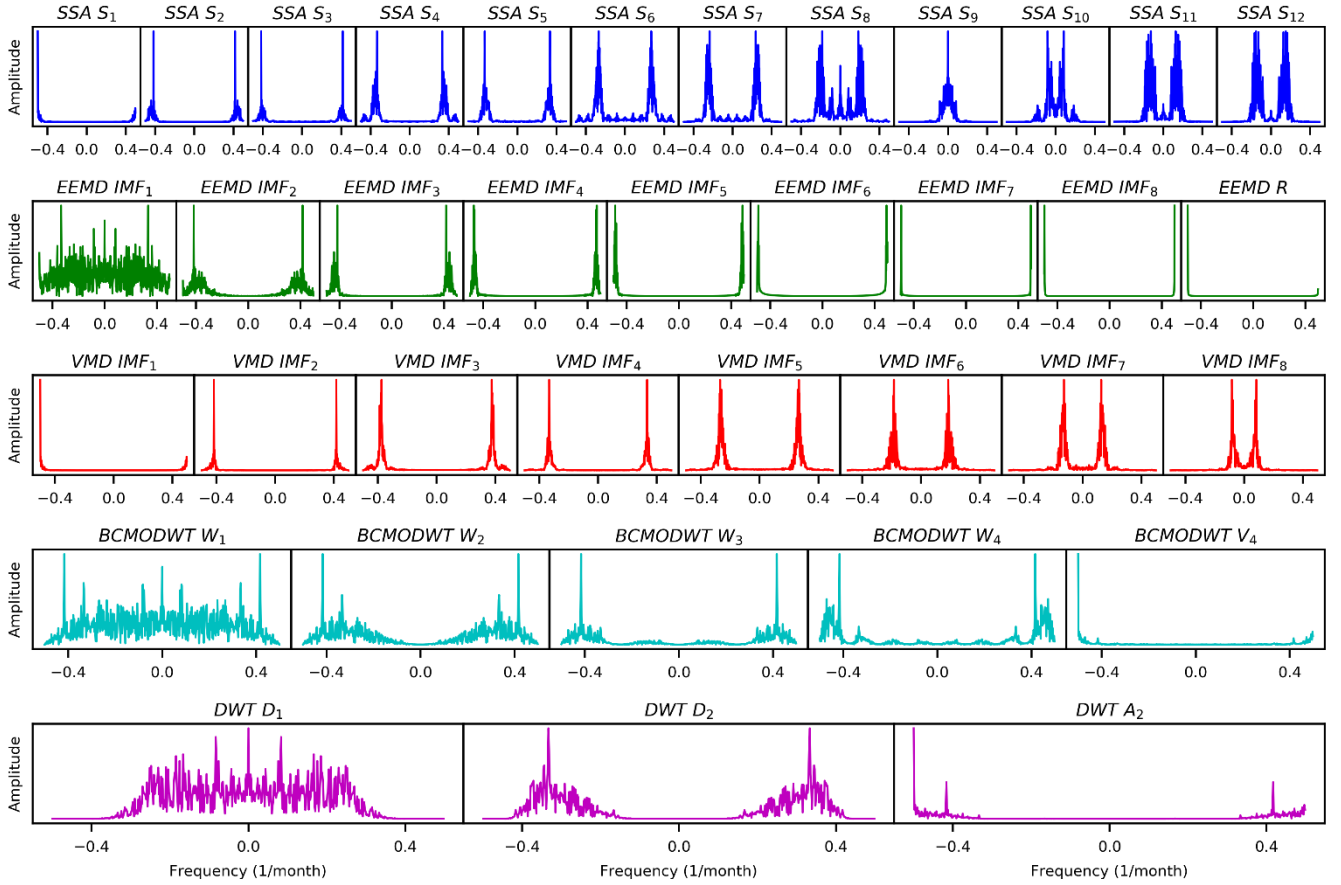 SSA S₁ SSA S₂ SSA S₃ SSA S₄ SSA S₅ SSA S₆ SSA S₇ SSA S₈ SSA S₉ SSA S₁₀ SSA S₁₁ SSA S₁₂
Amplitude
−0.4 0.0 0.4 −0.4 0.0 0.4 −0.4 0.0 0.4 −0.4 0.0 0.4 −0.4 0.0 0.4 −0.4 0.0 0.4 −0.4 0.0 0.4 −0.4 0.0 0.4 −0.4 0.0 0.4 −0.4 0.0 0.4 −0.4 0.0 0.4 −0.4 0.0 0.4
EEMD IMF₁ EEMD IMF₂ EEMD IMF₃ EEMD IMF₄ EEMD IMF₅ EEMD IMF₆ EEMD IMF₇ EEMD IMF₈ EEMD R
Amplitude
−0.4 0.0 0.4 −0.4 0.0 0.4 −0.4 0.0 0.4 −0.4 0.0 0.4 −0.4 0.0 0.4 −0.4 0.0 0.4 −0.4 0.0 0.4 −0.4 0.0 0.4 −0.4 0.0 0.4
VMD IMF₁ VMD IMF₂ VMD IMF₃ VMD IMF₄ VMD IMF₅ VMD IMF₆ VMD IMF₇ VMD IMF₈
Amplitude
−0.4 0.0 0.4 −0.4 0.0 0.4 −0.4 0.0 0.4 −0.4 0.0 0.4 −0.4 0.0 0.4 −0.4 0.0 0.4 −0.4 0.0 0.4 −0.4 0.0 0.4
BCMODWT W₁ BCMODWT W₂ BCMODWT W₃ BCMODWT W₄ BCMODWT V₄
Amplitude
−0.4 0.0 0.4 −0.4 0.0 0.4 −0.4 0.0 0.4 −0.4 0.0 0.4 −0.4 0.0 0.4
DWT D₁ DWT D₂ DWT A₂
Amplitude
−0.4 0.0 0.4 −0.4 0.0 0.4 −0.4 0.0 0.4
Frequency (1/month) Frequency (1/month) Frequency (1/month)